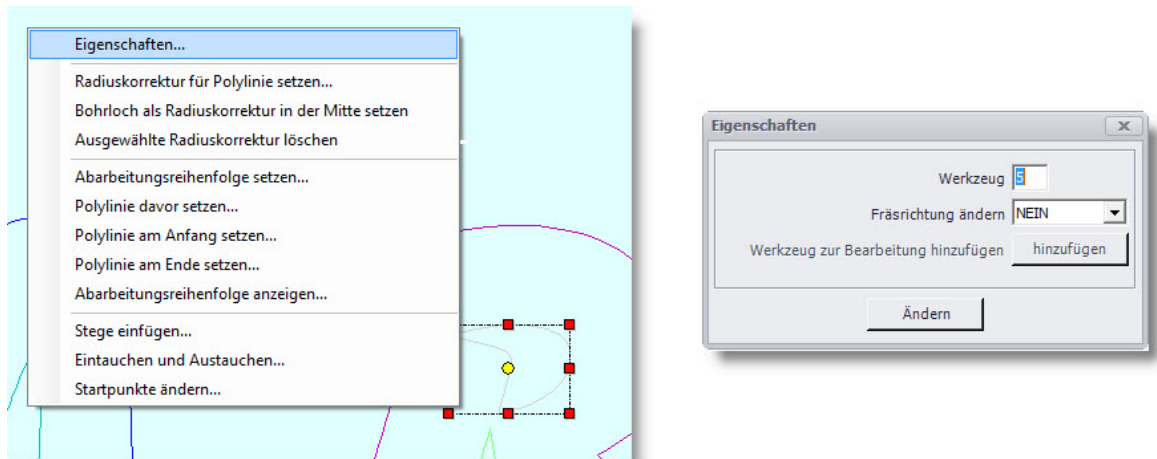 Eigenschaften...
Radiuskorrektur für Polylinie setzen...
Bohrloch als Radiuskorrektur in der Mitte setzen
Ausgewählte Radiuskorrektur löschen
Abarbeitungsreihenfolge setzen...
Polylinie davor setzen...
Polylinie am Anfang setzen...
Polylinie am Ende setzen...
Abarbeitungsreihenfolge anzeigen...
Stege einfügen...
Eintauchen und Austauchen...
Startpunkte ändern...
Eigenschaften
Werkzeug 5
Fräsrichtung ändern NEIN
Werkzeug zur Bearbeitung hinzufügen hinzufügen
Ändern